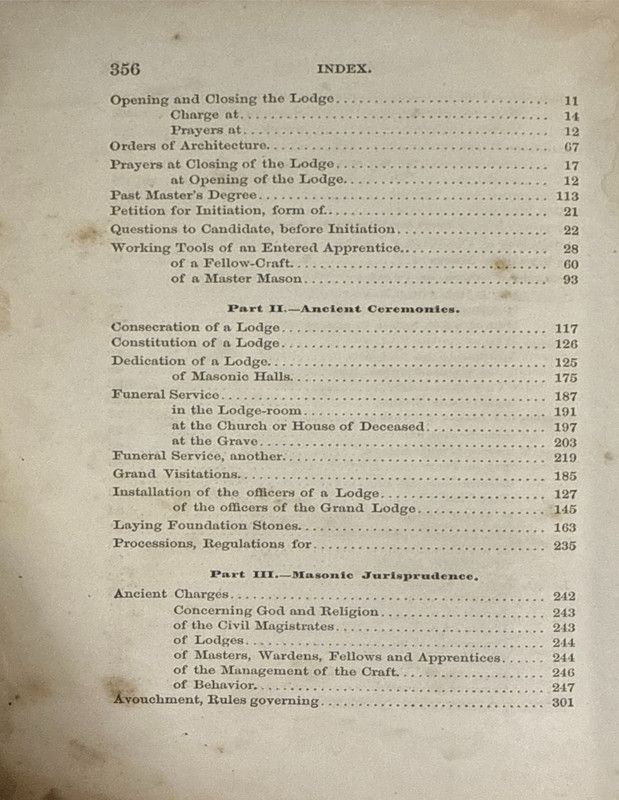 356 INDEX.
Opening and Closing the Lodge 11
Charge at 14
Prayers at 12
Orders of Architecture 67
Prayers at Closing of the Lodge 17
at Opening of the Lodge 12
Past Master's Degree 113
Petition for Initiation, form of 21
Questions to Candidate, before Initiation 22
Working Tools of an Entered Apprentice 28
of a Fellow-Craft 60
of a Master Mason 93
Part II.—Ancient Ceremonies.
Consecration of a Lodge 117
Constitution of a Lodge 126
Dedication of a Lodge 125
of Masonic Halls 175
Funeral Service 187
in the Lodge-room 191
at the Church or House of Deceased 197
at the Grave 203
Funeral Service, another 219
Grand Visitations 185
Installation of the officers of a Lodge 127
of the officers of the Grand Lodge 145
Laying Foundation Stones 163
Processions, Regulations for 235
Part III.—Masonic Jurisprudence.
Ancient Charges 242
Concerning God and Religion 243
of the Civil Magistrates 243
of Lodges 244
of Masters, Wardens, Fellows and Apprentices 244
of the Management of the Craft 246
of Behavior 247
Avouchment, Rules governing 301